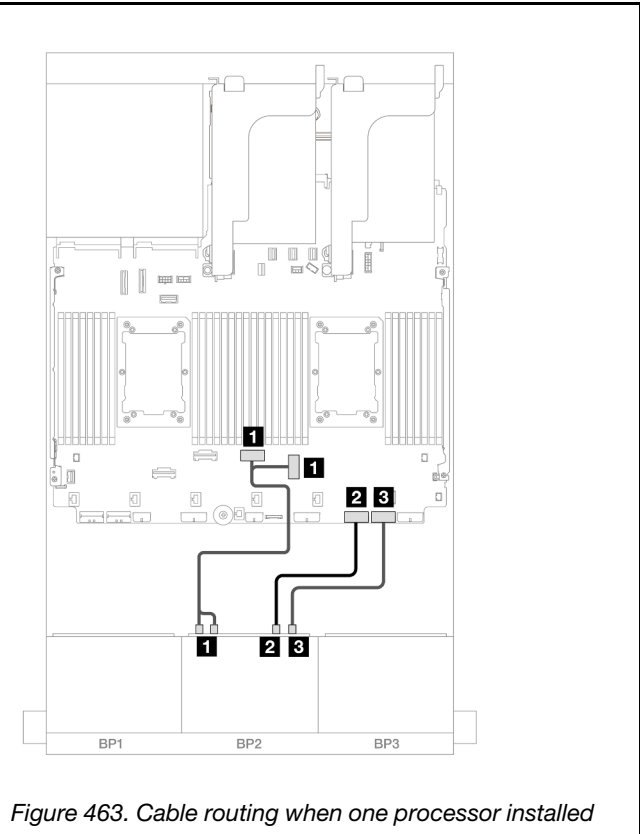 1
1
2 3
1 2 3
BP1 BP2 BP3
Figure 463. Cable routing when one processor installed